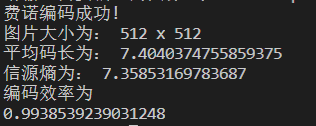 费诺编码成功!
图片大小为： 512 x 512
平均码长为： 7.4040374755859375
信源熵为： 7.35853169783687
编码效率为
0.9938539239031248